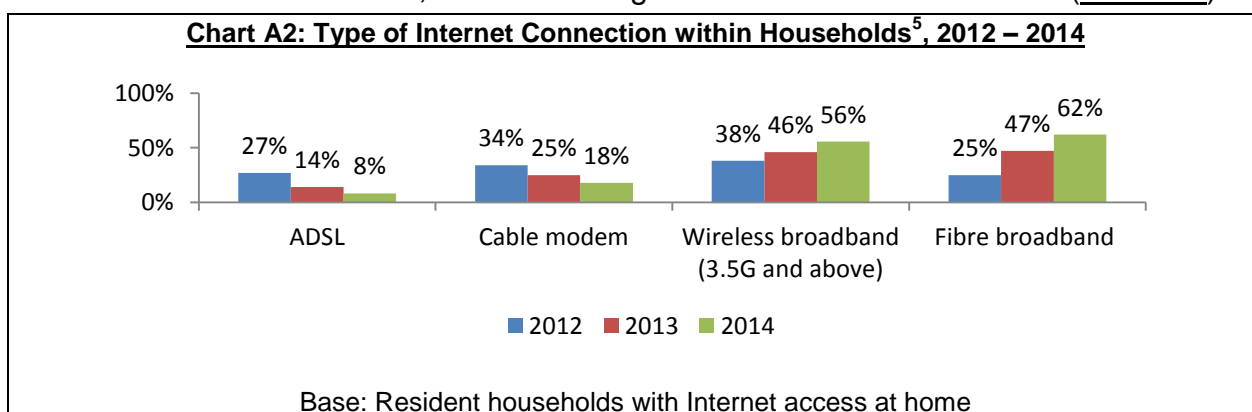 Chart A2: Type of Internet Connection within Households5, 2012 – 2014
100%
50%
0%
27% 14% 8%
34% 25% 18%
38% 46% 56%
25% 47% 62%
ADSL
Cable modem
Wireless broadband
(3.5G and above)
Fibre broadband
2012 2013 2014
Base: Resident households with Internet access at home